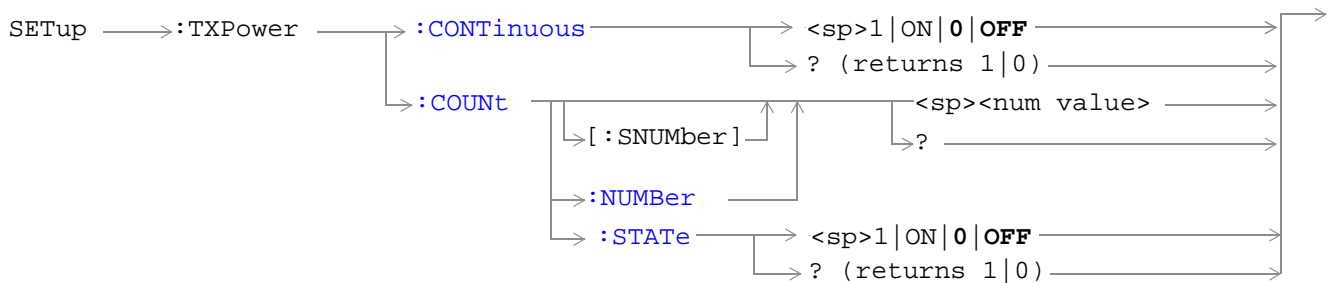 SETup :TXPower :CONTinuous <sp>1|ON|0|OFF
? (returns 1|0)
:COUNt <sp><num value>
[:SNUMber] ?
:NUMBer
:STATe <sp>1|ON|0|OFF
? (returns 1|0)